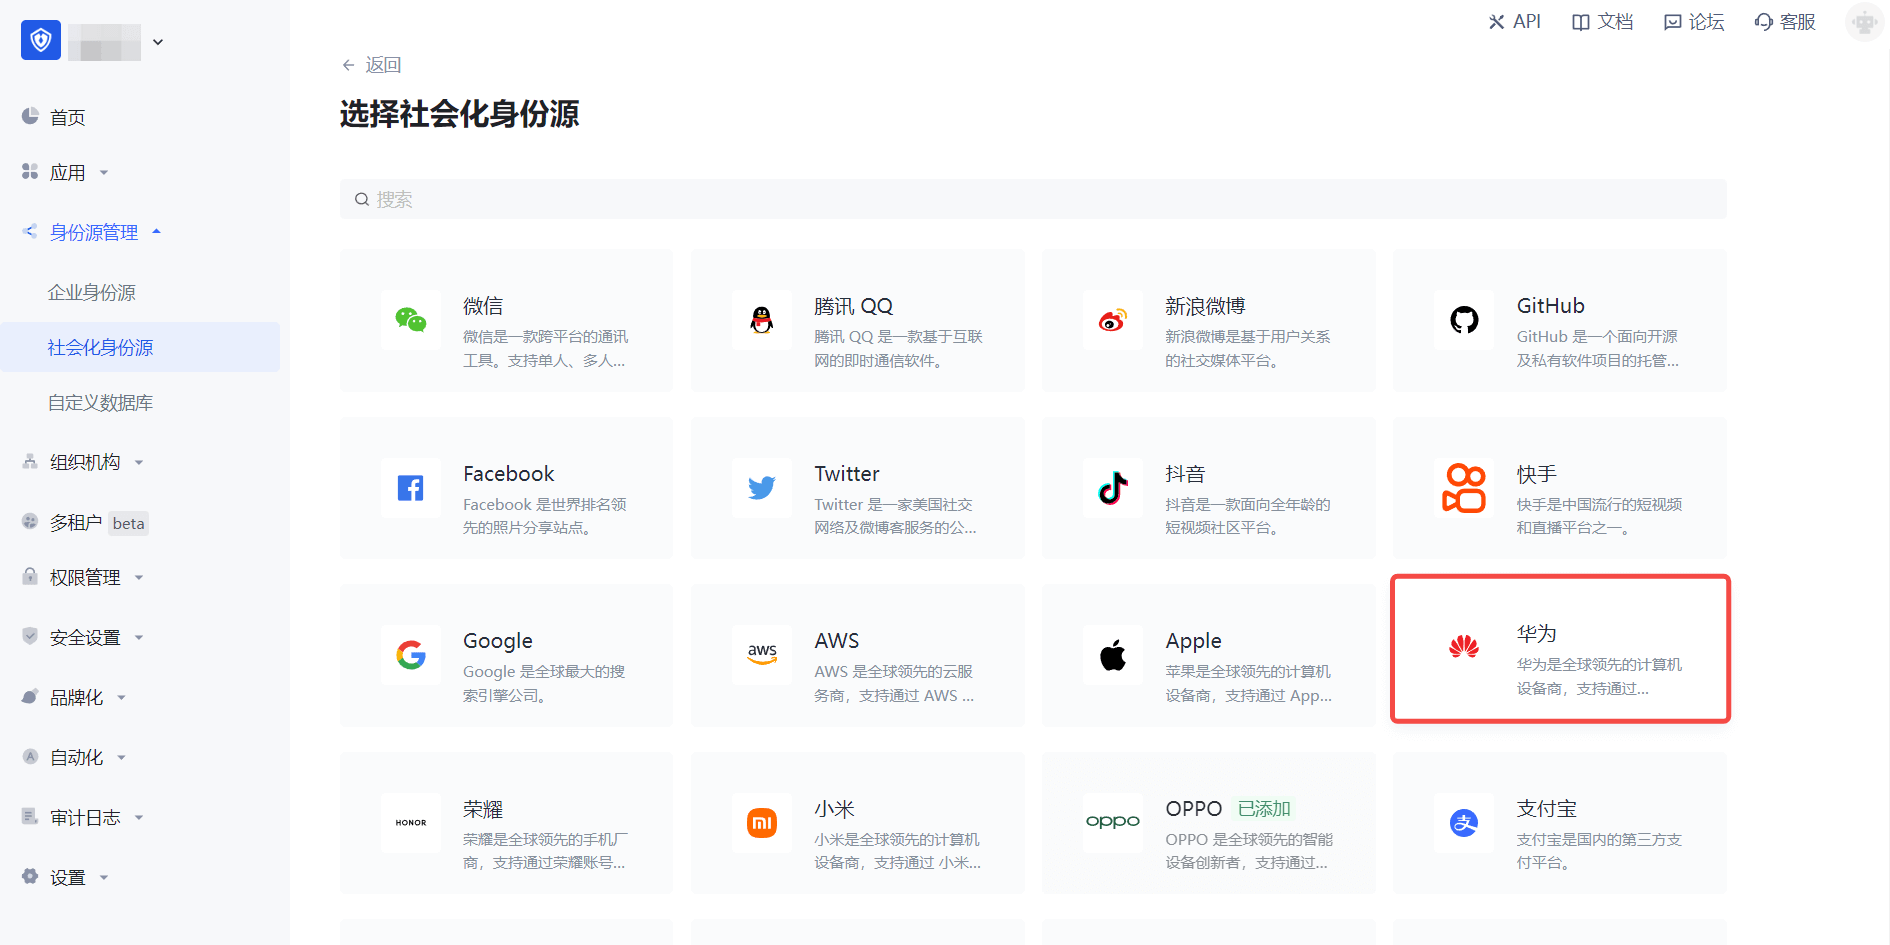 API
文档
论坛
客服
首页
应用
身份源管理
企业身份源
社会化身份源
自定义数据库
组织机构
多租户 beta
权限管理
安全设置
品牌化
自动化
审计日志
设置
返回
选择社会化身份源
搜索
微信
微信是一款跨平台的通讯
工具。支持单人、多人...
腾讯 QQ
腾讯 QQ 是一款基于互联
网的即时通信软件。
新浪微博
新浪微博是基于用户关系
的社交媒体平台。
GitHub
GitHub 是一个面向开源
及私有软件项目的托管...
Facebook
Facebook 是世界排名领
先的照片分享站点。
Twitter
Twitter 是一家美国社交
网络及微博客服务的公...
抖音
抖音是一款面向全年龄的
短视频社区平台。
快手
快手是中国流行的短视频
和直播平台之一。
Google
Google 是全球最大的搜
索引擎公司。
aws
AWS
AWS 是全球领先的云服
务商，支持通过 AWS ...
Apple
苹果是全球领先的计算机
设备商，支持通过 App...
华为
华为是全球领先的计算机
设备商，支持通过...
HONOR
荣耀
荣耀是全球领先的手机厂
商，支持通过荣耀账号...
mi
小米
小米是全球领先的计算机
设备商，支持通过 小米...
oppo
OPPO 已添加
OPPO 是全球领先的智能
设备创新者，支持通过...
支
支付宝
支付宝是国内的第三方支
付平台。